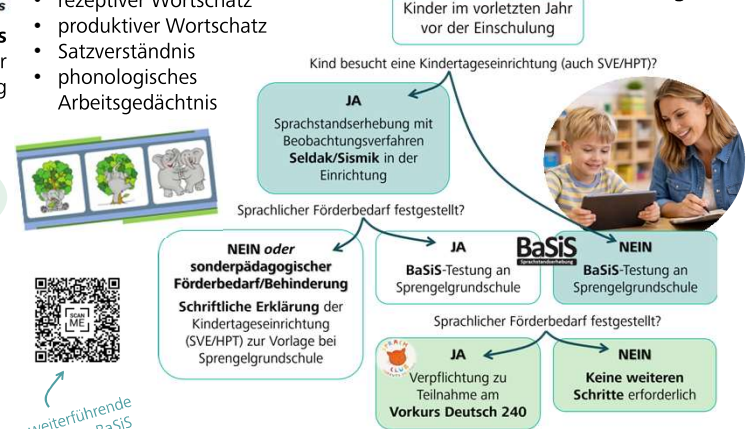 rezeptiver Wortschatz
• produktiver Wortschatz
• Satzverständnis
• phonologisches
Arbeitsgedächtnis
Kinder im vorletzten Jahr
vor der Einschulung
Kind besucht eine Kindertageseinrichtung (auch SVE/HPT)?
JA
Sprachstandserhebung mit
Beobachtungsverfahren
Seldak/Sismik in der
Einrichtung
Sprachlicher Förderbedarf festgestellt?
NEIN oder
sonderpädagogischer
Förderbedarf/Behinderung
Schriftliche Erklärung der
Kindertageseinrichtung
(SVE/HPT) zur Vorlage bei
Sprengelgrundschule
JA
BaSiS-Testung an
Sprengelgrundschule
BaSiS
Sprachstandserhebung
NEIN
BaSiS-Testung an
Sprengelgrundschule
Sprachlicher Förderbedarf festgestellt?
JA
Verpflichtung zu
Teilnahme am
Vorkurs Deutsch 240
NEIN
Keine weiteren
Schritte erforderlich
SCAN
ME
weiterführende
BaSiS